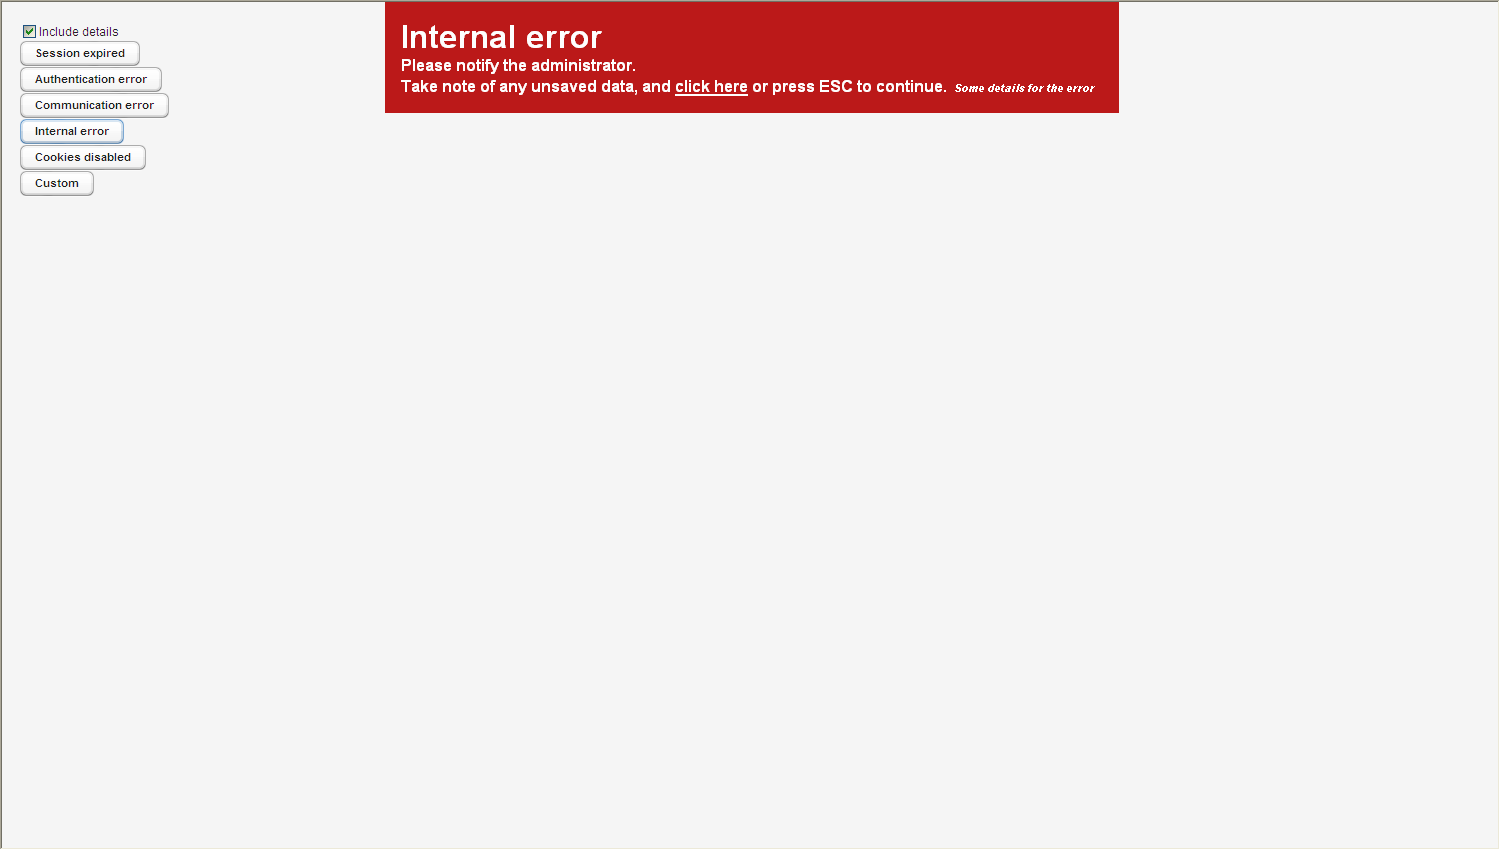 Include details
Session expired
Authentication error
Communication error
Internal error
Cookies disabled
Custom
Internal error
Please notify the administrator.
Take note of any unsaved data, and click here or press ESC to continue. Some details for the error